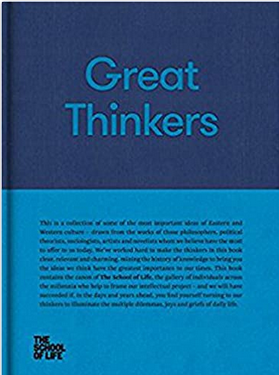 Great
Thinkers
This is a collection of some of the most important ideas of Eastern and
Western culture – drawn from the works of those philosophers, political
theorists, sociologists, artists and novelists whom we believe have the most
to offer to us today. We've worked hard to make the thinkers in this book
clear, relevant and charming, mining the history of knowledge to bring you
the ideas we think have the greatest importance to our times. This book
contains the canon of The School of Life, the gallery of individuals across
the millennia who help to frame our intellectual project – and we will have
succeeded if, in the days and years ahead, you find yourself turning to our
thinkers to illuminate the multiple dilemmas, joys and griefs of daily life.
THE
SCHOOL
OF LIFE